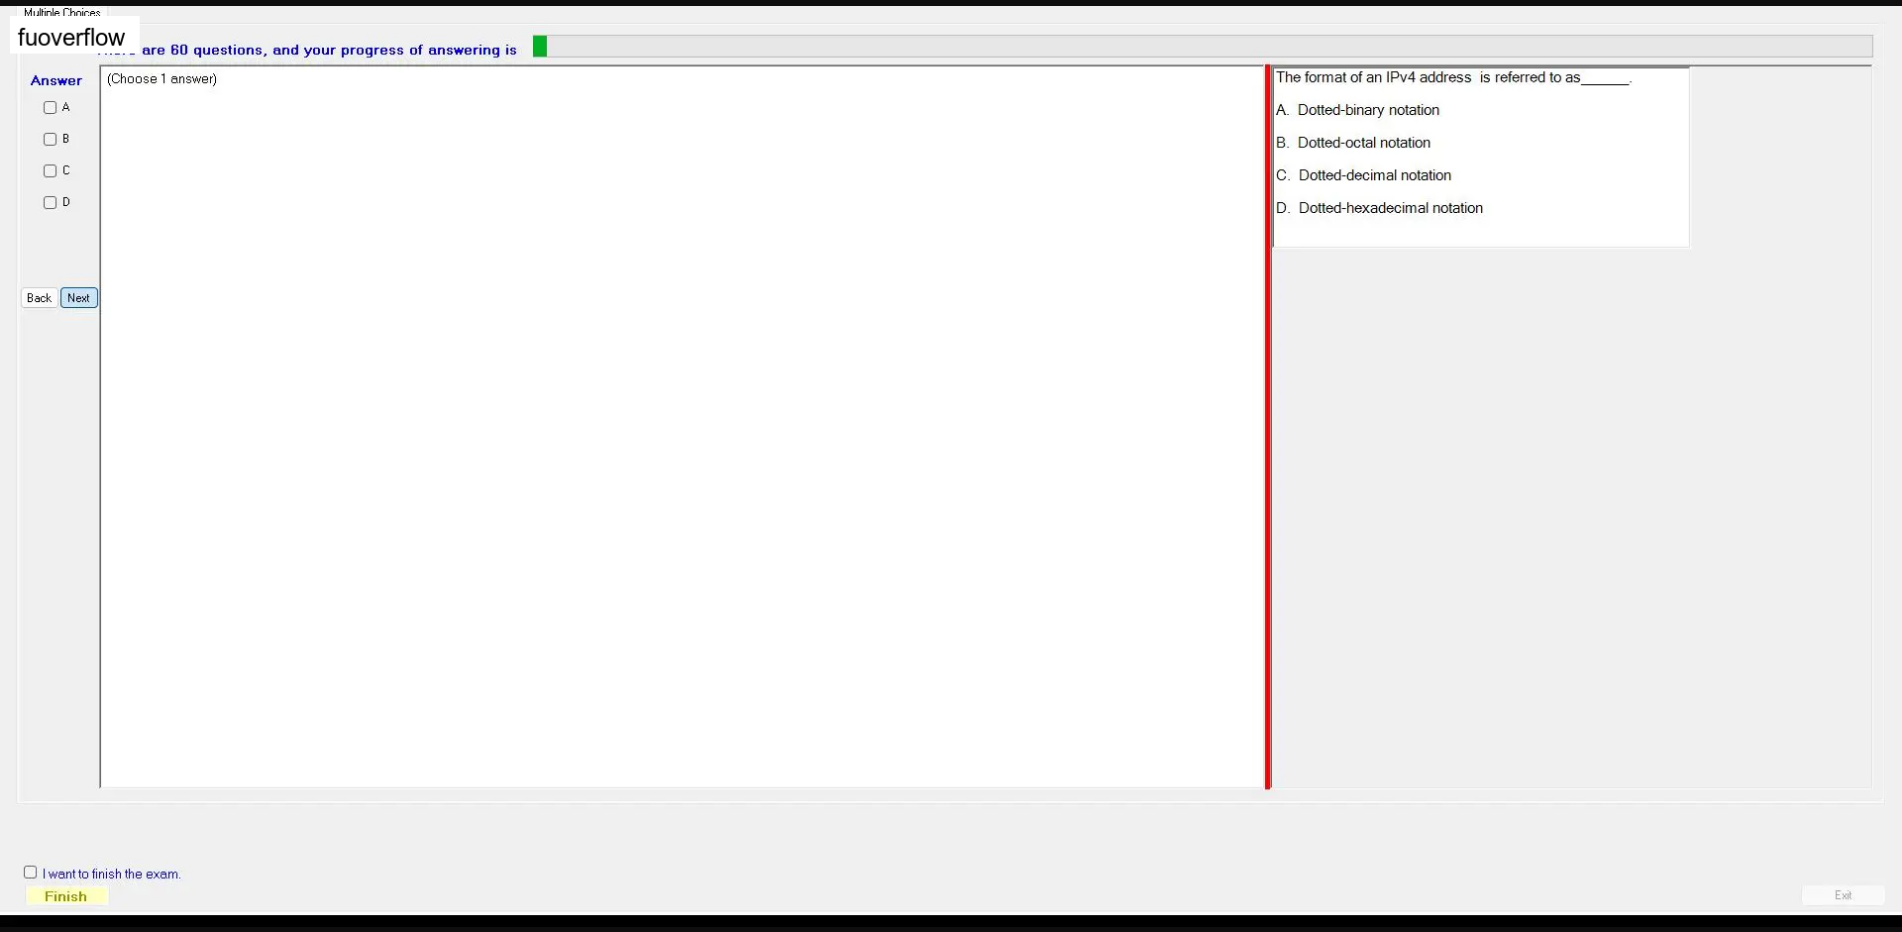 Multiple Choices
fuoverflow
are 60 questions, and your progress of answering is
Answer
(Choose 1 answer)
A
B
C
D
Back Next
The format of an IPv4 address is referred to as______.
A. Dotted-binary notation
B. Dotted-octal notation
C. Dotted-decimal notation
D. Dotted-hexadecimal notation
I want to finish the exam.
Finish
Exit